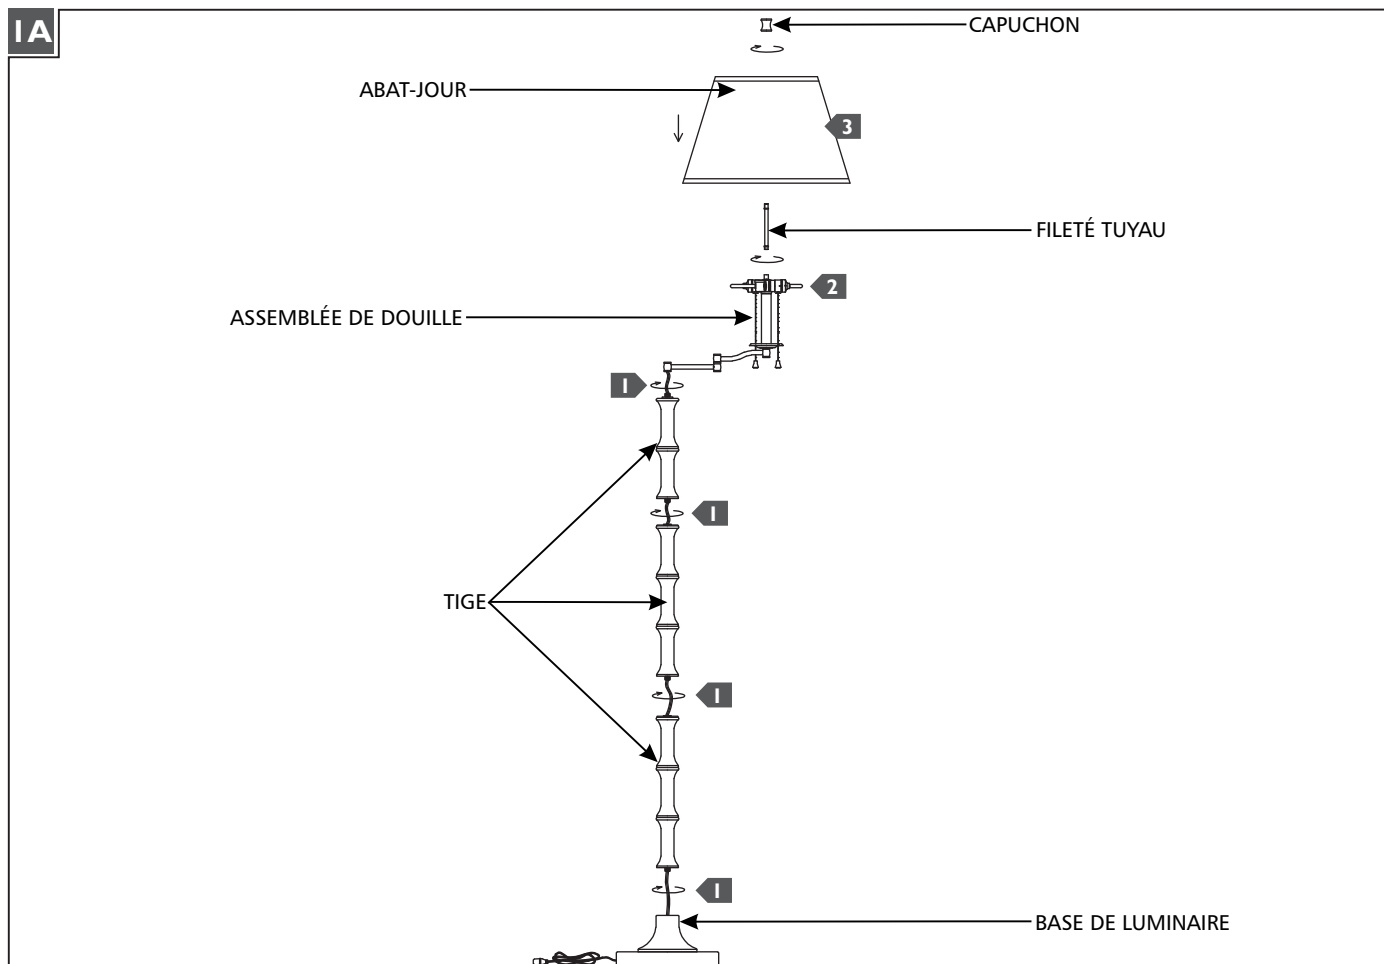 1A
CAPUCHON
ABAT-JOUR
3
FILETÉ TUYAU
2
ASSEMBLÉE DE DOUILLE
1
1
TIGE
1
1
BASE DE LUMINAIRE